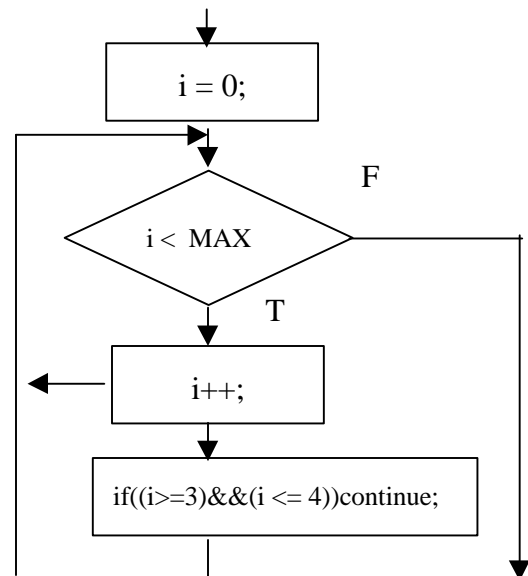 i = 0;
F
i < MAX
T
i++;
if((i>=3)&&(i <= 4))continue;